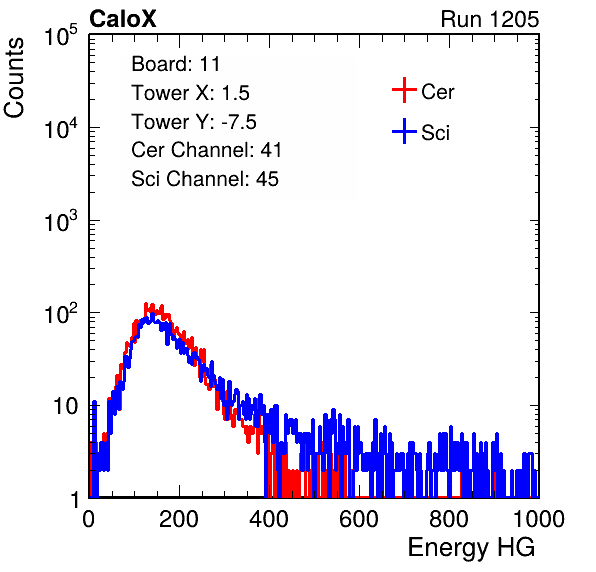 CaloX Run 1205
Counts
Board: 11
Tower X: 1.5
Tower Y: -7.5
Cer Channel: 41
Sci Channel: 45
Cer
Sci
10^5
10^4
10^3
10^2
10
1
0 200 400 600 800 1000
Energy HG